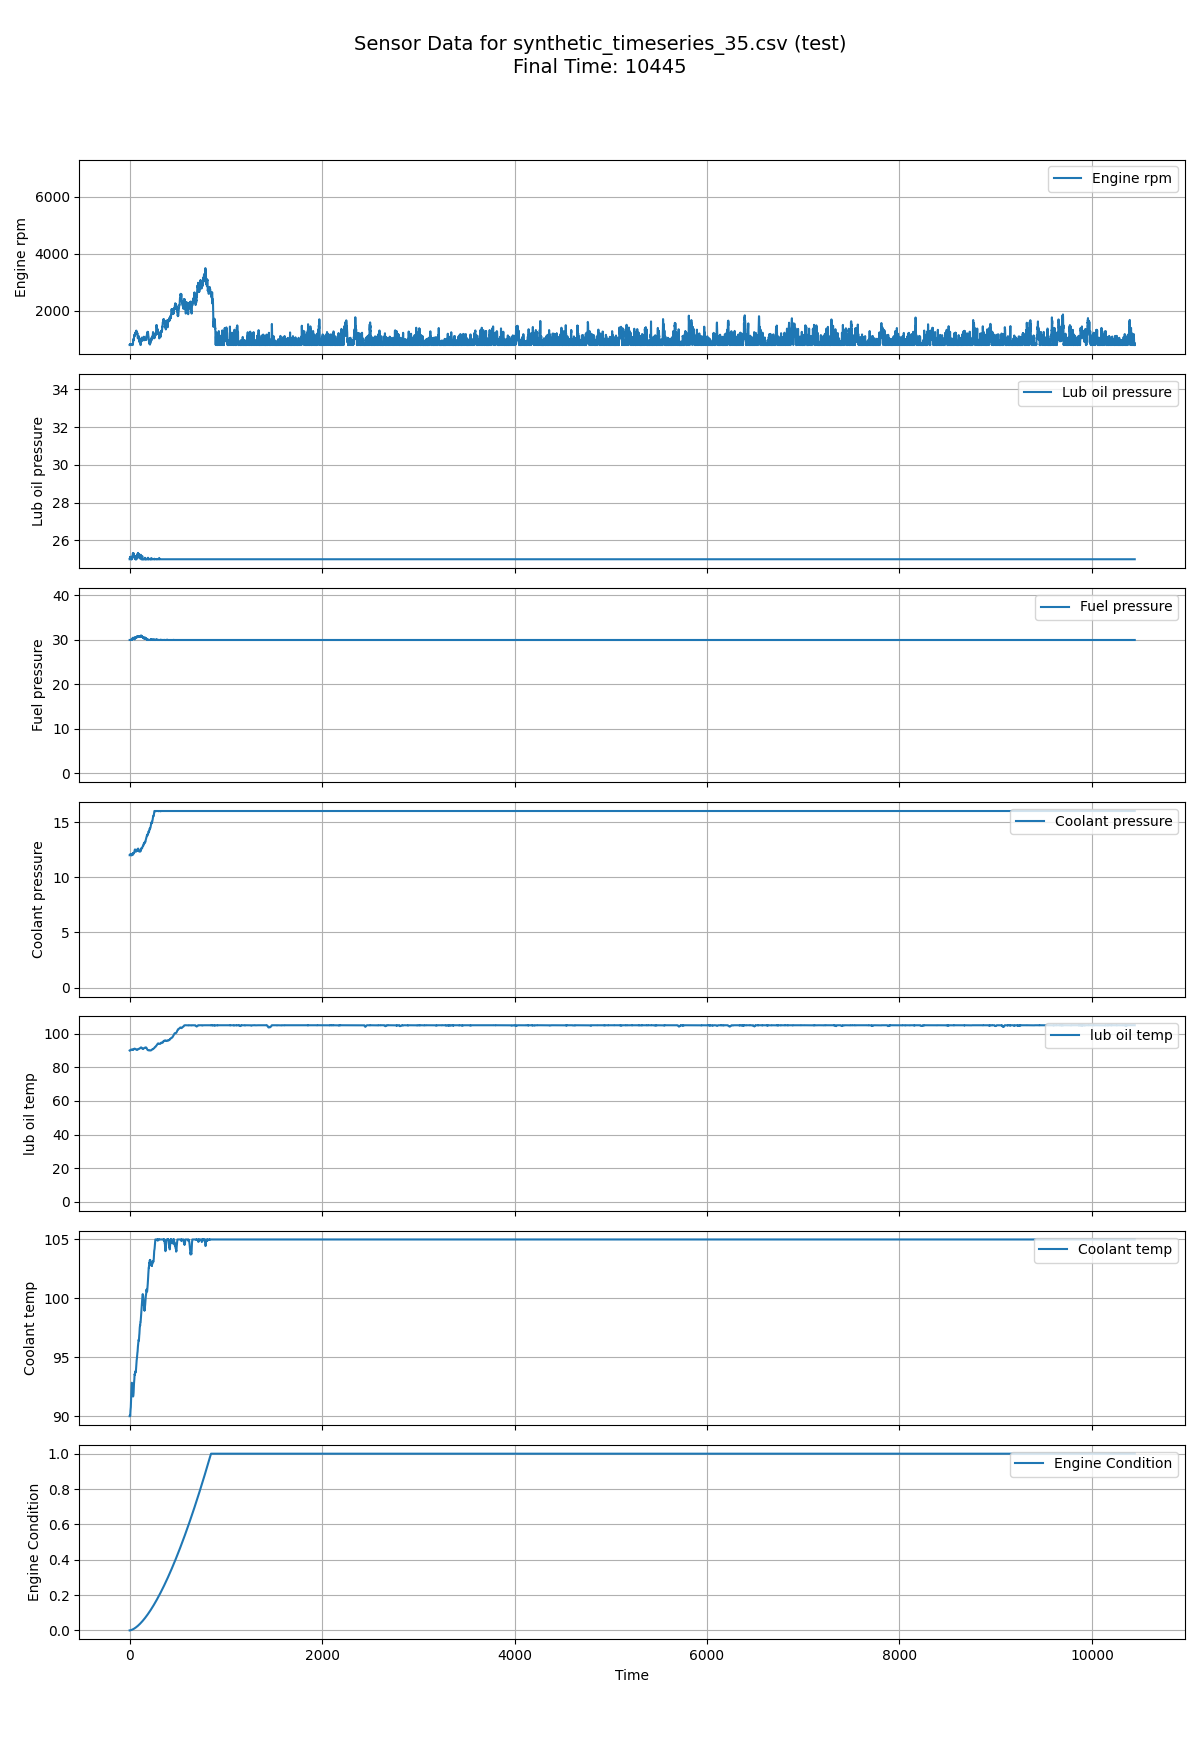 Sensor Data for synthetic_timeseries_35.csv (test)
Final Time: 10445
Engine rpm
6000
4000
2000
Engine rpm
Lub oil pressure
34
32
30
28
26
Lub oil pressure
Fuel pressure
40
30
20
10
0
Fuel pressure
Coolant pressure
15
10
5
0
Coolant pressure
lub oil temp
100
80
60
40
20
0
lub oil temp
Coolant temp
105
100
95
90
Coolant temp
Engine Condition
1.0
0.8
0.6
0.4
0.2
0.0
Engine Condition
0 2000 4000 6000 8000 10000
Time